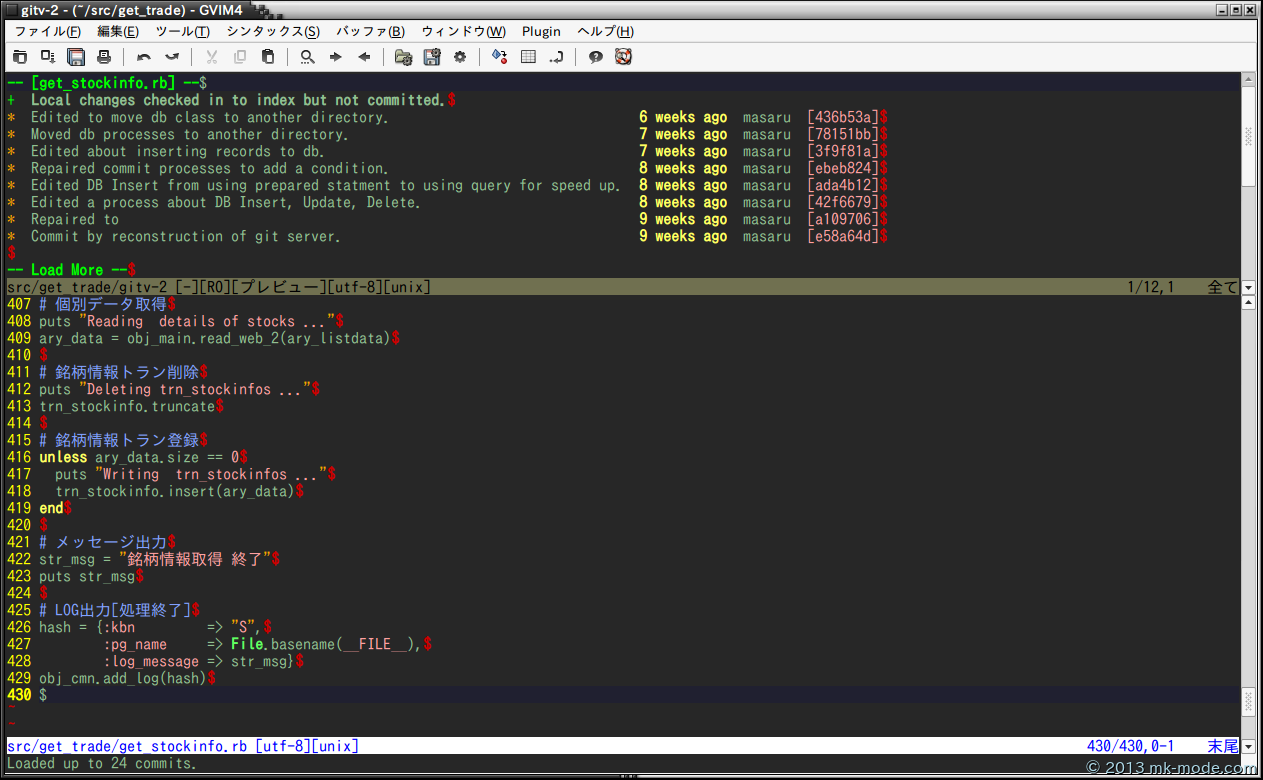 gitv-2 - (~/src/get_trade) - GVIM4
ファイル(F) 編集(E) ツール(T) シンタックス(S) バッファ(B) ウィンドウ(W) Plugin ヘルプ(H)
-- [get_stockinfo.rb] --$
+  Local changes checked in to index but not committed.$
*  Edited to move db class to another directory.  6 weeks ago  masaru  [436b53a]$
*  Moved db processes to another directory.  7 weeks ago  masaru  [78151bb]$
*  Edited about inserting records to db.  7 weeks ago  masaru  [3f9f81a]$
*  Repaired commit processes to add a condition.  8 weeks ago  masaru  [ebeb824]$
*  Edited DB Insert from using prepared statment to using query for speed up.  8 weeks ago  masaru  [ada4b12]$
*  Edited a process about DB Insert, Update, Delete.  8 weeks ago  masaru  [42f6679]$
*  Repaired to  9 weeks ago  masaru  [a109706]$
*  Commit by reconstruction of git server.  9 weeks ago  masaru  [e58a64d]$
$
-- Load More --$
src/get_trade/gitv-2 [-][RO][プレビュー][utf-8][unix]  1/12,1  全て
407 # 個別データ取得$
408 puts "Reading  details of stocks ..."$
409 ary_data = obj_main.read_web_2(ary_listdata)$
410 $
411 # 銘柄情報トラン削除$
412 puts "Deleting trn_stockinfos ..."$
413 trn_stockinfo.truncate$
414 $
415 # 銘柄情報トラン登録$
416 unless ary_data.size == 0$
417   puts "Writing  trn_stockinfos ..."$
418   trn_stockinfo.insert(ary_data)$
419 end$
420 $
421 # メッセージ出力$
422 str_msg = "銘柄情報取得 終了"$
423 puts str_msg$
424 $
425 # LOG出力[処理終了]$
426 hash = {:kbn         => "S",$
427         :pg_name     => File.basename(__FILE__),$
428         :log_message => str_msg}$
429 obj_cmn.add_log(hash)$
430 $
~
~
src/get_trade/get_stockinfo.rb [utf-8][unix]  430/430,0-1  末尾
Loaded up to 24 commits.
© 2013 mk-mode.com